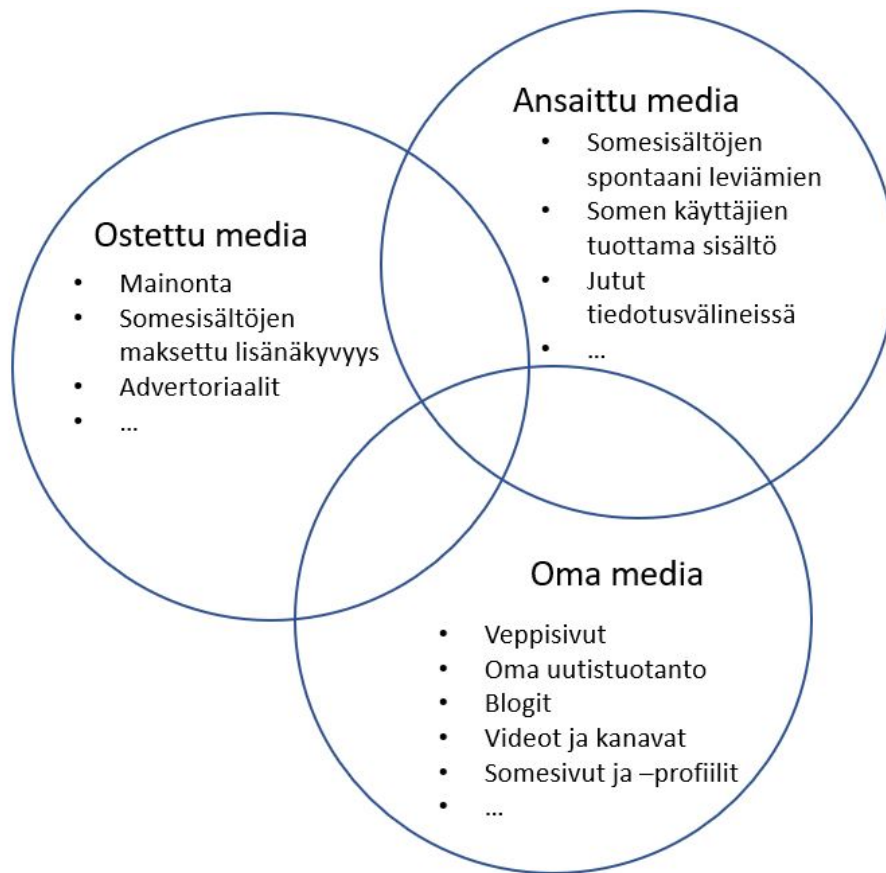 Ansaittu media
• Somesisältöjen
spontaani leviämien
• Somen käyttäjien
tuottama sisältö
• Jutut
tiedotusvälineissä
• ...
Ostettu media
• Mainonta
• Somesisältöjen
maksettu lisänäkyvyys
• Advertoriaalit
• ...
Oma media
• Veppisivut
• Oma uutistuotanto
• Blogit
• Videot ja kanavat
• Somesivut ja –profiilit
• ...